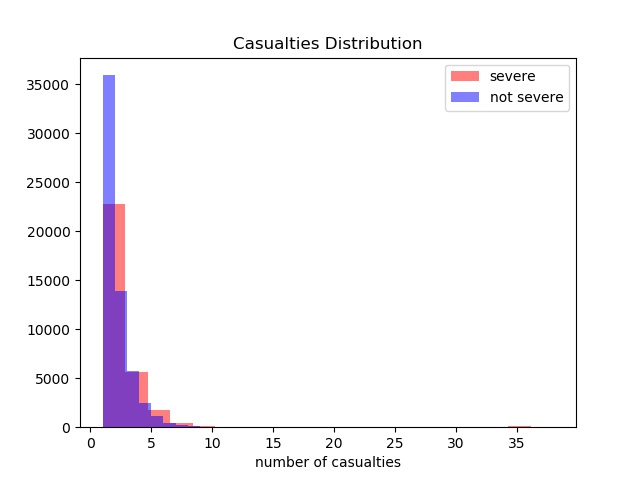 Casualties Distribution
severe
not severe
35000
30000
25000
20000
15000
10000
5000
0
0 5 10 15 20 25 30 35
number of casualties